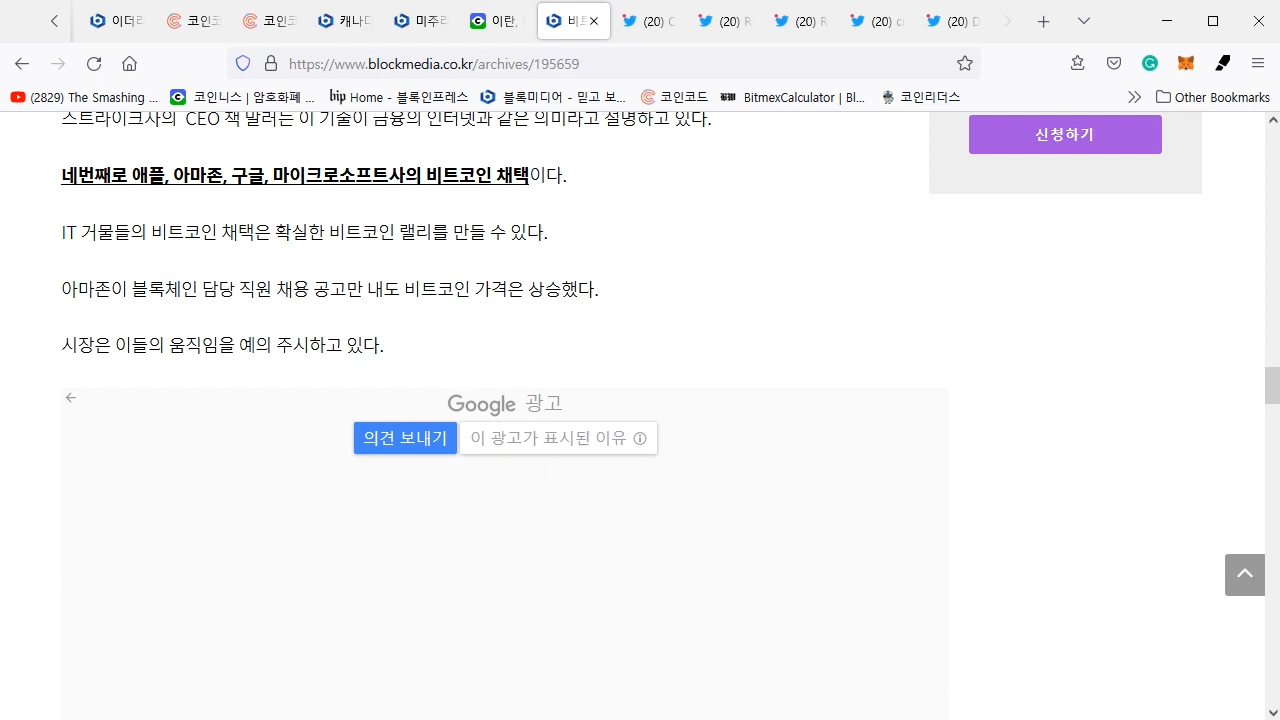 이더리
코인코
코인코
캐나다
미주리
이란,
비트
(20) C
(20) R
(20) R
(20) c
(20) D
https://www.blockmedia.co.kr/archives/195659
(2829) The Smashing ...
코인니스 | 암호화폐 ...
Home - 블록인프레스
블록미디어 - 믿고 보...
코인코드
BitmexCalculator | Bl...
코인리더스
Other Bookmarks
스트라이크사의 CEO 잭 말러는 이 기술이 금융의 인터넷과 같은 의미라고 설명하고 있다.
신청하기
네번째로 애플, 아마존, 구글, 마이크로소프트사의 비트코인 채택이다.
IT 거물들의 비트코인 채택은 확실한 비트코인 랠리를 만들 수 있다.
아마존이 블록체인 담당 직원 채용 공고만 내도 비트코인 가격은 상승했다.
시장은 이들의 움직임을 예의 주시하고 있다.
Google 광고
의견 보내기
이 광고가 표시된 이유